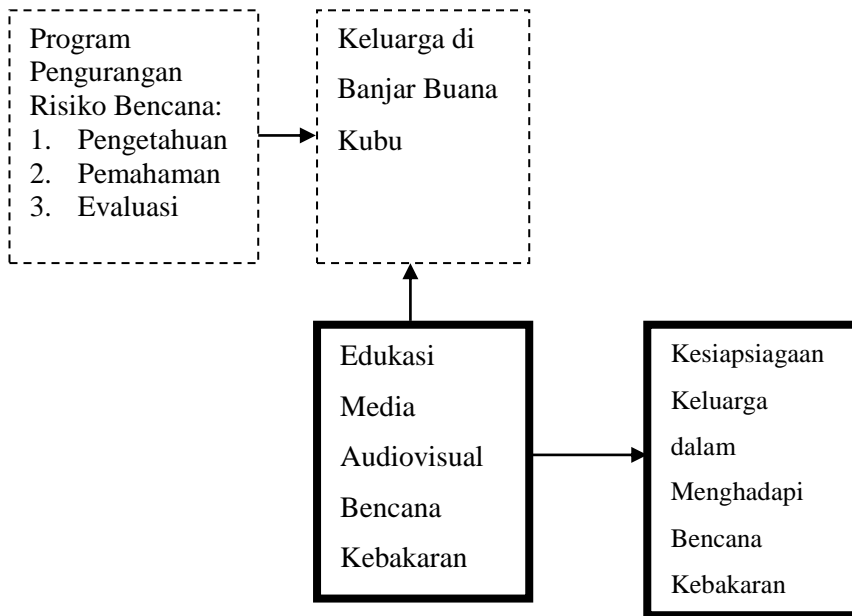 Program
Pengurangan
Risiko Bencana:
1. Pengetahuan
2. Pemahaman
3. Evaluasi
Keluarga di
Banjar Buana
Kubu
Edukasi
Media
Audiovisual
Bencana
Kebakaran
Kesiapsiagaan
Keluarga
dalam
Menghadapi
Bencana
Kebakaran